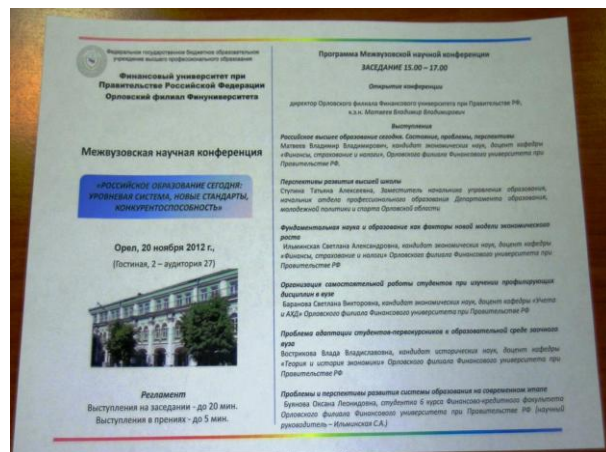 Федеральное государственное бюджетное образовательное
учреждение высшего профессионального образования
Финансовый университет при
Правительстве Российской Федерации
Орловский филиал Финуниверситета
Межвузовская научная конференция
«РОССИЙСКОЕ ОБРАЗОВАНИЕ СЕГОДНЯ:
УРОВНЕВАЯ СИСТЕМА, НОВЫЕ СТАНДАРТЫ,
КОНКУРЕНТОСПОСОБНОСТЬ»
Орел, 20 ноября 2012 г.,
(Гостиная, 2 – аудитория 27)
Регламент
Выступления на заседании - до 20 мин.
Выступления в прениях - до 5 мин.
Программа Межвузовской научной конференции
ЗАСЕДАНИЕ 15.00 – 17.00
Открытие конференции
директор Орловского филиала Финансового университета при Правительстве РФ,
к.э.н. Матвеев Владимир Владимирович
Выступления
Российское высшее образование сегодня. Состояние, проблемы, перспективы
Матвеев Владимир Владимирович, кандидат экономических наук, доцент кафедры
«Финансы, страхование и налоги», Орловского филиала Финансового университета при
Правительстве РФ.
Перспективы развития высшей школы
Ступина Татьяна Алексеевна, Заместитель начальника управления образования,
начальник отдела профессионального образования Департамента образования,
молодежной политики и спорта Орловской области
Фундаментальная наука и образование как факторы новой модели экономического
роста
Ильминская Светлана Александровна, кандидат экономических наук, доцент кафедры
«Финансы, страхование и налоги» Орловского филиала Финансового университета при
Правительстве РФ
Организация самостоятельной работы студентов при изучении профилирующих
дисциплин в вузе
Баранова Светлана Викторовна, кандидат экономических наук, доцент кафедры «Учета
и АХД» Орловского филиала Финансового университета при Правительстве РФ
Проблема адаптации студентов-первокурсников к образовательной среде заочного
вуза
Вострикова Влада Владиславовна, кандидат исторических наук, доцент кафедры
«Теория и история экономики» Орловского филиала Финансового университета при
Правительстве РФ
Проблемы и перспективы развития системы образования на современном этапе
Оксана Леонидовна, студентка 6 курса Финансово-кредитного факультета
Орловского филиала Финансового университета при Правительстве РФ (научный
руководитель – Ильминская С.А.)